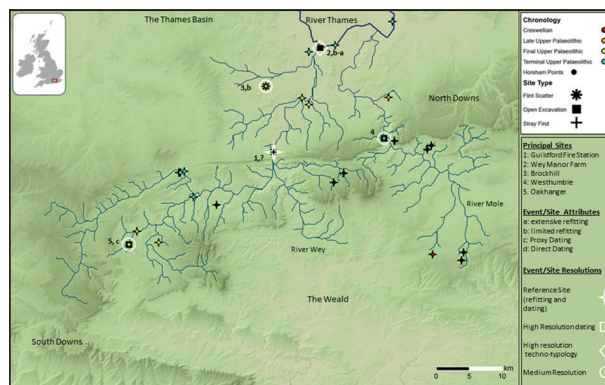 The Thames Basin
River Thames
2,b-a
3,b
North Downs
4
1,?
River Mole
5, c
River Wey
The Weald
South Downs
0 5 10
km
Chronology
Creswellian
Late Upper Palaeolithic
Final Upper Palaeolithic
Terminal Upper Palaeolithic
Horsham Points
Site Type
Flint Scatter
Open Excavation
Stray Find
Principal Sites
1: Guildford Fire Station
2: Wey Manor Farm
3: Brockhill
4: Westhumble
5. Oakhanger
Event/Site Attributes
a: extensive refitting
b: limited refitting
c: Proxy Dating
d: Direct Dating
Event/Site Resolutions
Reference Site
(refitting and
dating)
High Resolution dating
High resolution
techno-typology
Medium Resolution